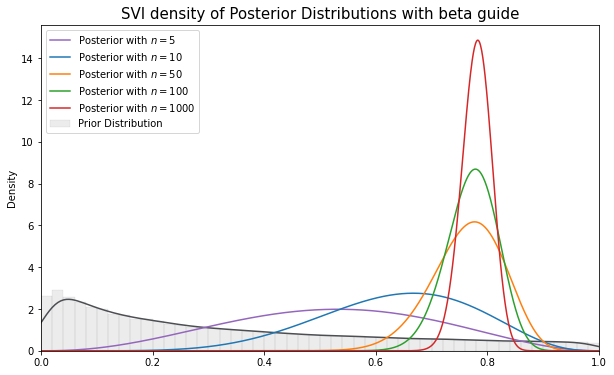 SVI density of Posterior Distributions with beta guide
Posterior with n = 5
Posterior with n = 10
Posterior with n = 50
Posterior with n = 100
Posterior with n = 1000
Prior Distribution
Density
14
12
10
8
6
4
2
0
0.0 0.2 0.4 0.6 0.8 1.0